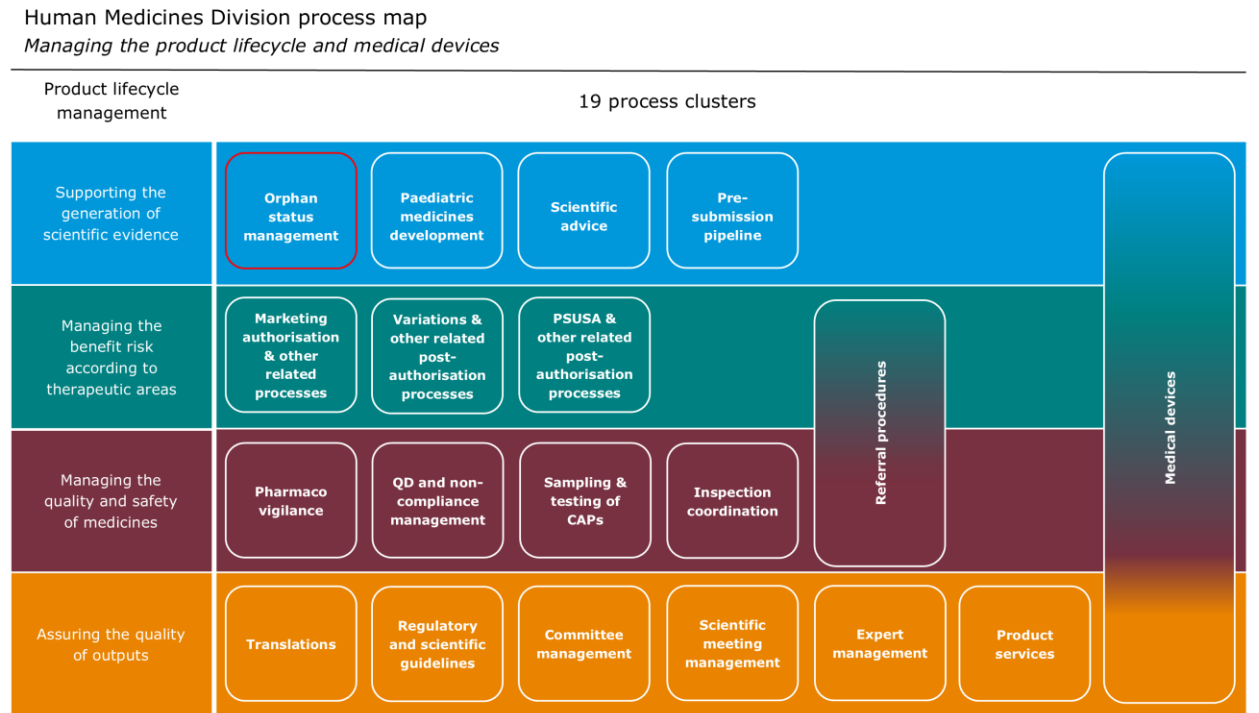 Human Medicines Division process map
Managing the product lifecycle and medical devices
Product lifecycle
management
19 process clusters
Supporting the
generation of
scientific evidence
Orphan
status
management
Paediatric
medicines
development
Scientific
advice
Pre-
submission
pipeline
Managing the
benefit risk
according to
therapeutic areas
Marketing
authorisation
& other
related
processes
Variations &
other related
post-
authorisation
processes
PSUSA &
other related
post-
authorisation
processes
Referral procedures
Medical devices
Managing the
quality and safety
of medicines
Pharmaco
vigilance
QD and non-
compliance
management
Sampling &
testing of
CAPs
Inspection
coordination
Assuring the quality
of outputs
Translations
Regulatory
and scientific
guidelines
Committee
management
Scientific
meeting
management
Expert
management
Product
services